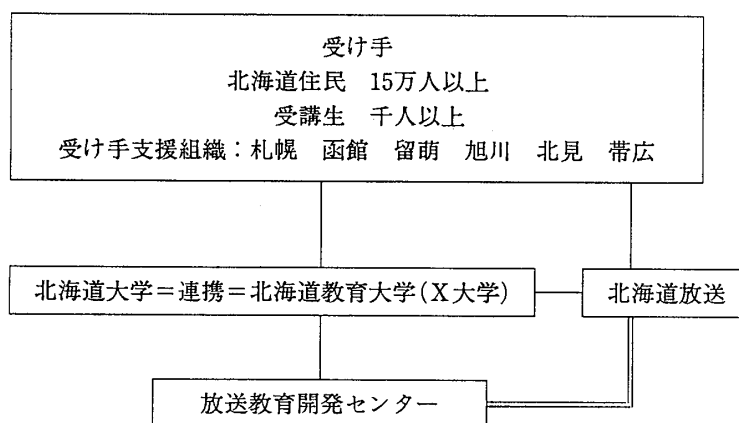 受け手
北海道住民 15万人以上
受講生 千人以上
受け手支援組織:札幌 函館 留萌 旭川 北見 帯広
北海道大学=連携=北海道教育大学(X大学)
北海道放送
放送教育開発センター